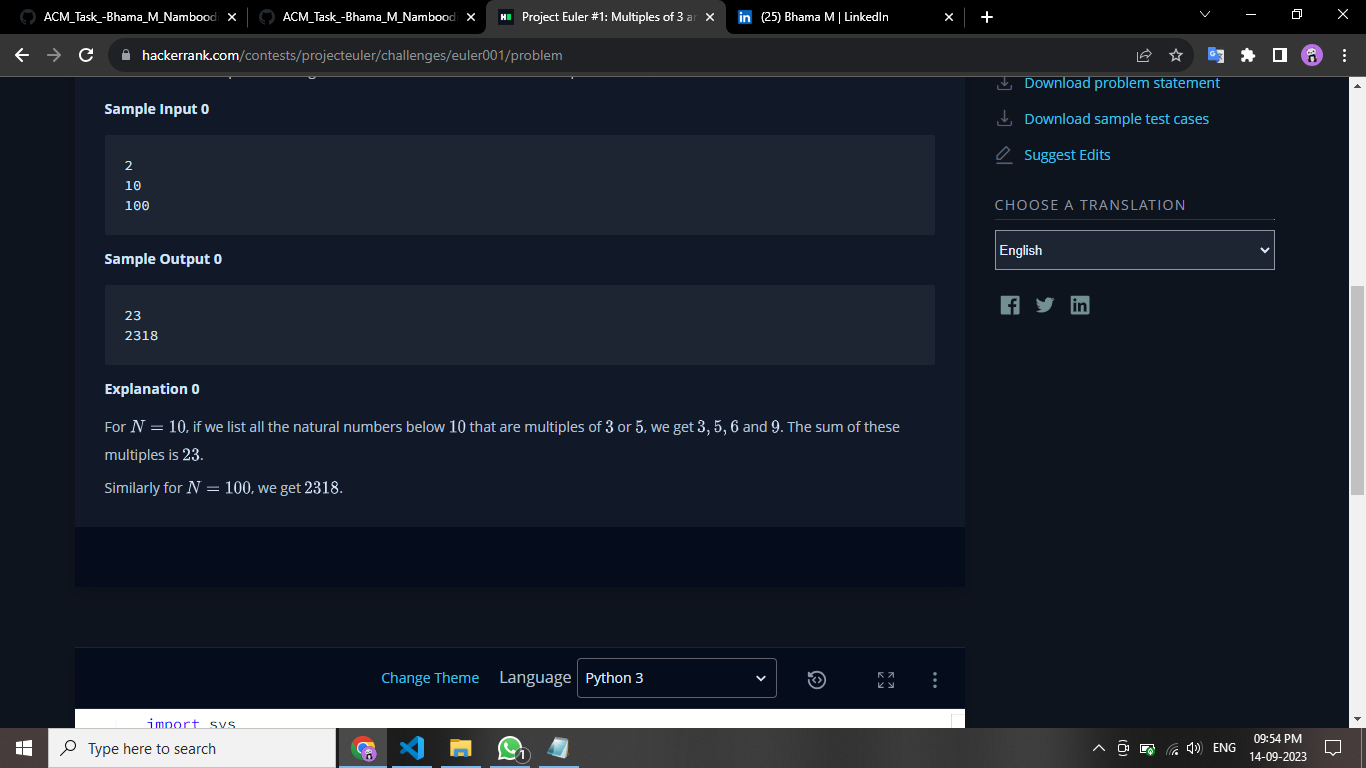 ACM_Task_-Bhama_M_Nambood
ACM_Task_-Bhama_M_Nambood
Project Euler #1: Multiples of 3 a
(25) Bhama M | LinkedIn
hackerrank.com/contests/projecteuler/challenges/euler001/problem
Download problem statement
Sample Input 0
Download sample test cases
2
10
100
Suggest Edits
CHOOSE A TRANSLATION
English
Sample Output 0
23
2318
Explanation 0
For N = 10, if we list all the natural numbers below 10 that are multiples of 3 or 5, we get 3, 5, 6 and 9. The sum of these
multiples is 23.
Similarly for N = 100, we get 2318.
Change Theme Language Python 3
import sys
Type here to search
1
ENG
09:54 PM
14-09-2023